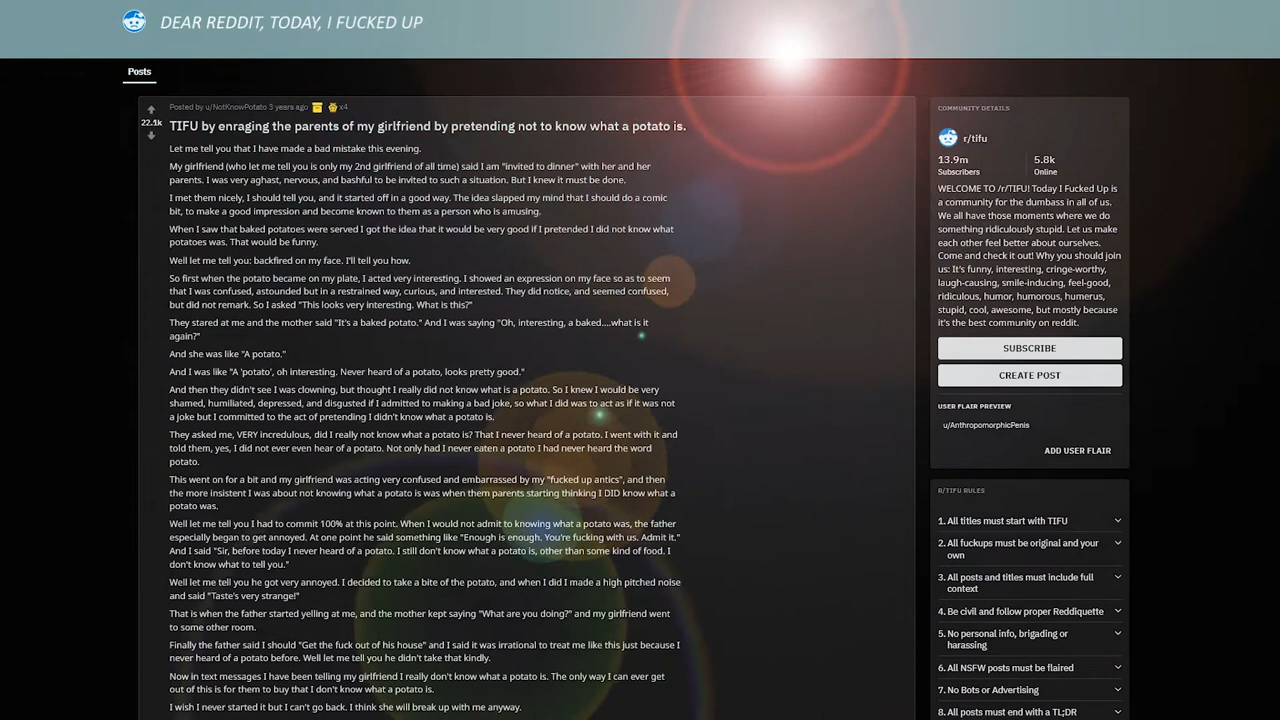 DEAR REDDIT, TODAY, I FUCKED UP
Posts
22.1k
Posted by u/NotKnowPotato 3 years ago x4
TIFU by enraging the parents of my girlfriend by pretending not to know what a potato is.
Let me tell you that I have made a bad mistake this evening.
My girlfriend (who let me tell you is only my 2nd girlfriend of all time) said I am "invited to dinner" with her and her
parents. I was very aghast, nervous, and bashful to be invited to such a situation. But I knew it must be done.
I met them nicely, I should tell you, and it started off in a good way. The idea slapped my mind that I should do a comic
bit, to make a good impression and become known to them as a person who is amusing.
When I saw that baked potatoes were served I got the idea that it would be very good if I pretended I did not know what
potatoes was. That would be funny.
Well let me tell you: backfired on my face. I'll tell you how.
So first when the potato became on my plate, I acted very interesting. I showed an expression on my face so as to seem
that I was confused, astounded but in a restrained way, curious, and interested. They did notice, and seemed confused,
but did not remark. So I asked "This looks very interesting. What is this?"
They stared at me and the mother said "It's a baked potato." And I was saying "Oh, interesting, a baked....what is it
again?"
And she was like "A potato."
And I was like "A 'potato', oh interesting. Never heard of a potato, looks pretty good."
And then they didn't see I was clowning, but thought I really did not know what is a potato. So I knew I would be very
shamed, humiliated, depressed, and disgusted if I admitted to making a bad joke, so what I did was to act as if it was not
a joke but I committed to the act of pretending I didn't know what a potato is.
They asked me, VERY incredulous, did I really not know what a potato is? That I never heard of a potato. I went with it and
told them, yes, I did not ever even hear of a potato. Not only had I never eaten a potato I had never heard the word
potato.
This went on for a bit and my girlfriend was acting very confused and embarrassed by my "fucked up antics", and then
the more insistent I was about not knowing what a potato is was when them parents starting thinking I DID know what a
potato was.
Well let me tell you I had to commit 100% at this point. When I would not admit to knowing what a potato was, the father
especially began to get annoyed. At one point he said something like "Enough is enough. You're fucking with us. Admit it."
And I said "Sir, before today I never heard of a potato. I still don't know what a potato is, other than some kind of food. I
don't know what to tell you."
Well let me tell you he got very annoyed. I decided to take a bite of the potato, and when I did I made a high pitched noise
and said "Taste's very strange!"
That is when the father started yelling at me, and the mother kept saying "What are you doing?" and my girlfriend went
to some other room.
Finally the father said I should "Get the fuck out of his house" and I said it was irrational to treat me like this just because I
never heard of a potato before. Well let me tell you he didn't take that kindly.
Now in text messages I have been telling my girlfriend I really don't know what a potato is. The only way I can ever get
out of this is for them to buy that I don't know what a potato is.
I wish I never started it but I can't go back. I think she will break up with me anyway.
COMMUNITY DETAILS
r/tifu
13.9m 5.8k
Subscribers Online
WELCOME TO /r/TIFU! Today I Fucked Up is
a community for the dumbass in all of us.
We all have those moments where we do
something ridiculously stupid. Let us make
each other feel better about ourselves.
Come and check it out! Why you should join
us: It's funny, interesting, cringe-worthy,
laugh-causing, smile-inducing, feel-good,
ridiculous, humor, humorous, humerus,
stupid, cool, awesome, but mostly because
it's the best community on reddit.
SUBSCRIBE
CREATE POST
USER FLAIR PREVIEW
u/AnthropomorphicPenis
ADD USER FLAIR
R/TIFU RULES
1. All titles must start with TIFU
2. All fuckups must be original and your
own
3. All posts and titles must include full
context
4. Be civil and follow proper Reddiquette
5. No personal info, brigading or
harassing
6. All NSFW posts must be flaired
7. No Bots or Advertising
8. All posts must end with a TL;DR